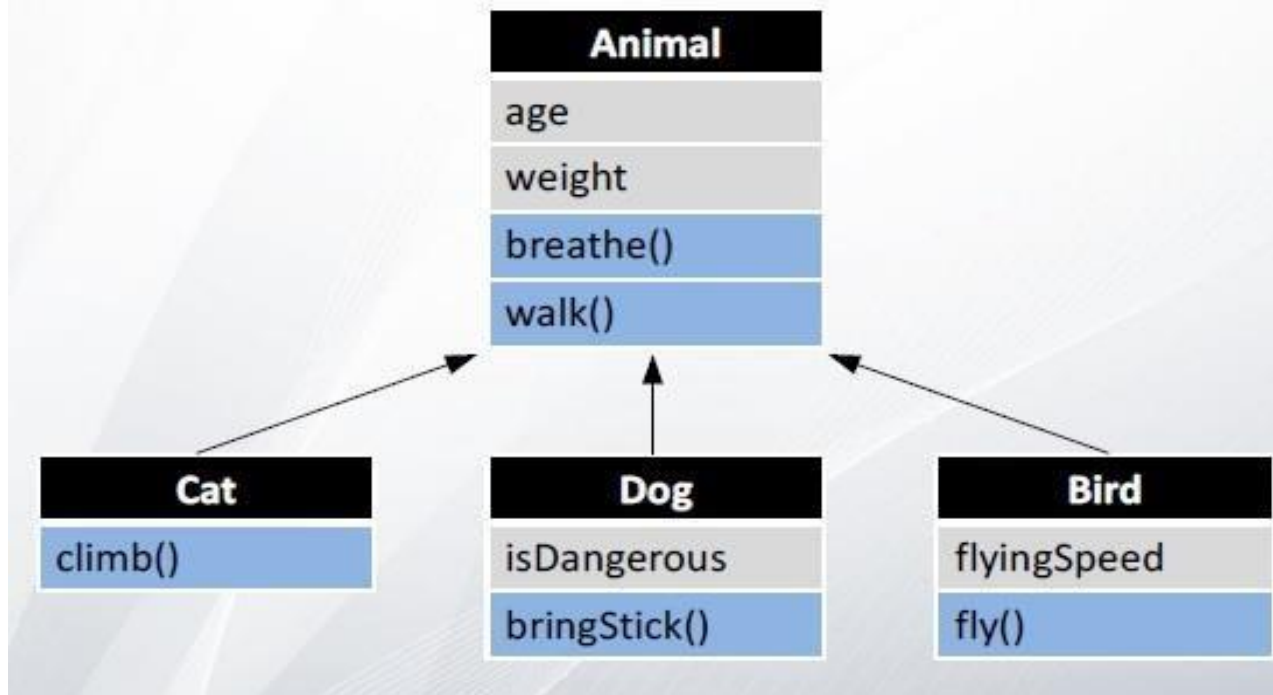 Animal
age
weight
breathe()
walk()
Cat
climb()
Dog
isDangerous
bringStick()
Bird
flyingSpeed
fly()